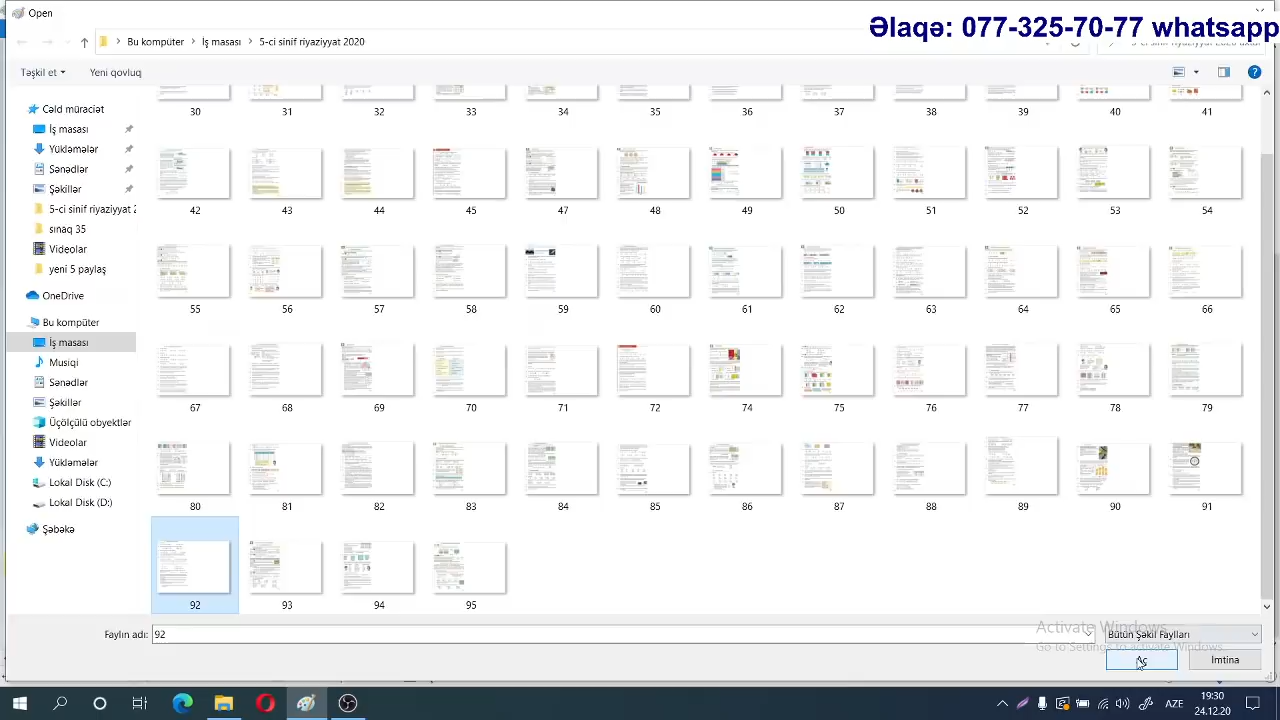 Open
Əlaqə: 077-325-70-77 whatsapp
Bu kompüter > İş masası > 5-ci sinif riyaziyyat 2020
Təşkil et
Yeni qovluq
Cəld müraciət
İş masası
Yükləmələr
Sənədlər
Şəkillər
5-ci sinif riyaziyyat 2
sınaq 35
Videolar
yeni 5 paylaş
OneDrive
Bu kompüter
İş masası
Musiqi
Sənədlər
Şəkillər
Üçölçülü obyektlər
Videolar
Yükləmələr
Lokal Disk (C:)
Lokal Disk (D:)
Şəbəkə
30 31 32 33 34 35 36 37 38 39 40 41
42 43 44 45 47 48 49 50 51 52 53 54
55 56 57 58 59 60 61 62 63 64 65 66
67 68 69 70 71 72 74 75 76 77 78 79
80 81 82 83 84 85 86 87 88 89 90 91
92 93 94 95
Faylın adı: 92
Bütün Şəkil Faylları
Activate Windows
Go to Settings to activate Windows.
Aç
İmtina
AZE
19:30
24.12.20